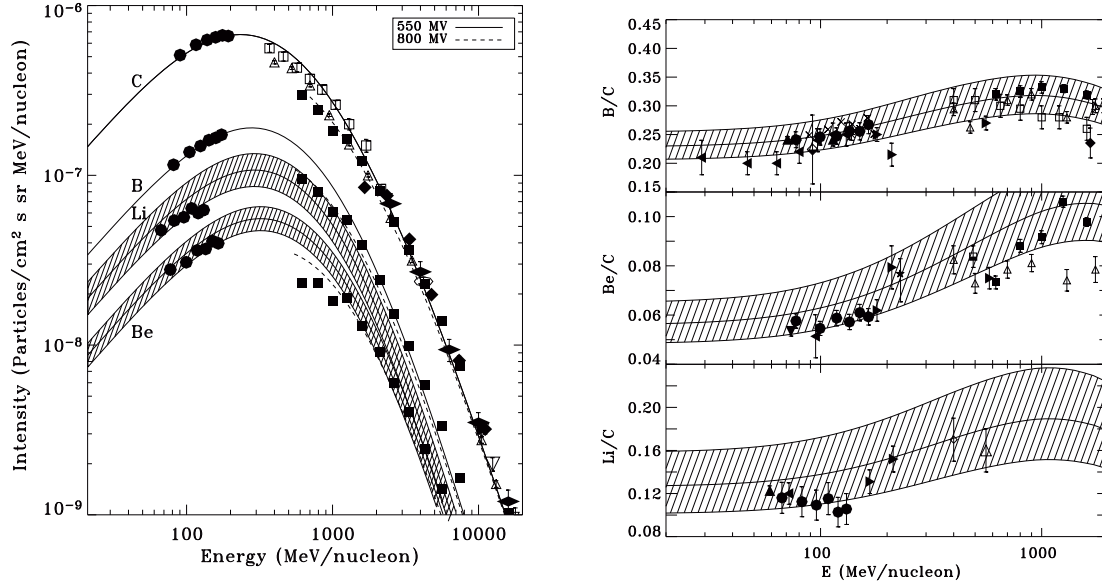 550 MV
800 MV
C
B
Li
Be
Intensity (Particles/cm² s sr MeV/nucleon)
10⁻⁶
10⁻⁷
10⁻⁸
10⁻⁹
100 1000 10000
Energy (MeV/nucleon)
B/C
0.45
0.40
0.35
0.30
0.25
0.20
0.15
Be/C
0.10
0.08
0.06
0.04
Li/C
0.20
0.16
0.12
0.08
100 1000
E (MeV/nucleon)